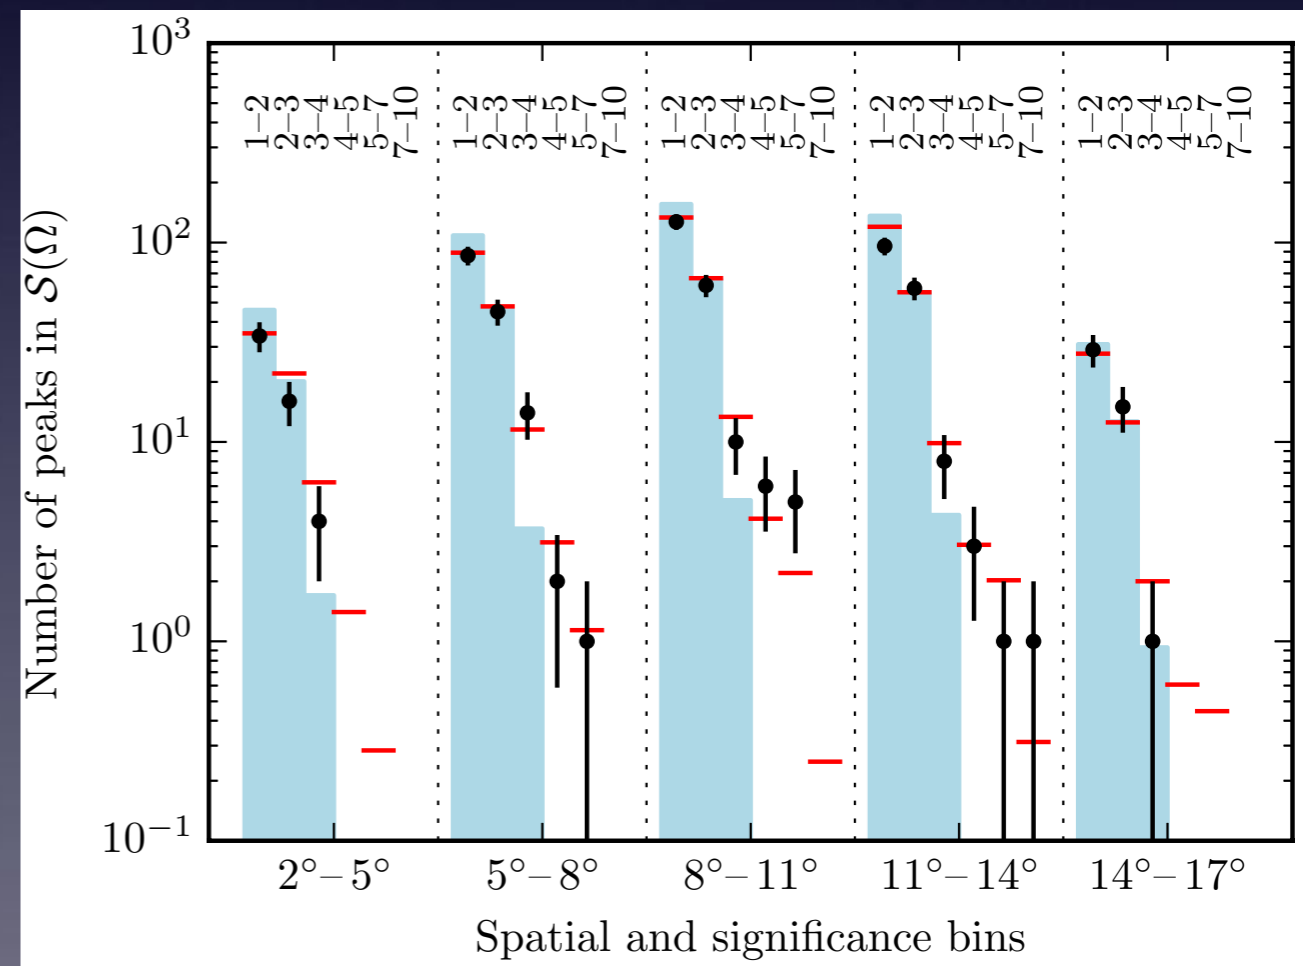 10³
10²
10¹
10⁰
10⁻¹
Number of peaks in 𝒮(Ω)
1–2 2–3 3–4 4–5 5–7 7–10
1–2 2–3 3–4 4–5 5–7 7–10
1–2 2–3 3–4 4–5 5–7 7–10
1–2 2–3 3–4 4–5 5–7 7–10
1–2 2–3 3–4 4–5 5–7 7–10
2°–5° 5°–8° 8°–11° 11°–14° 14°–17°
Spatial and significance bins